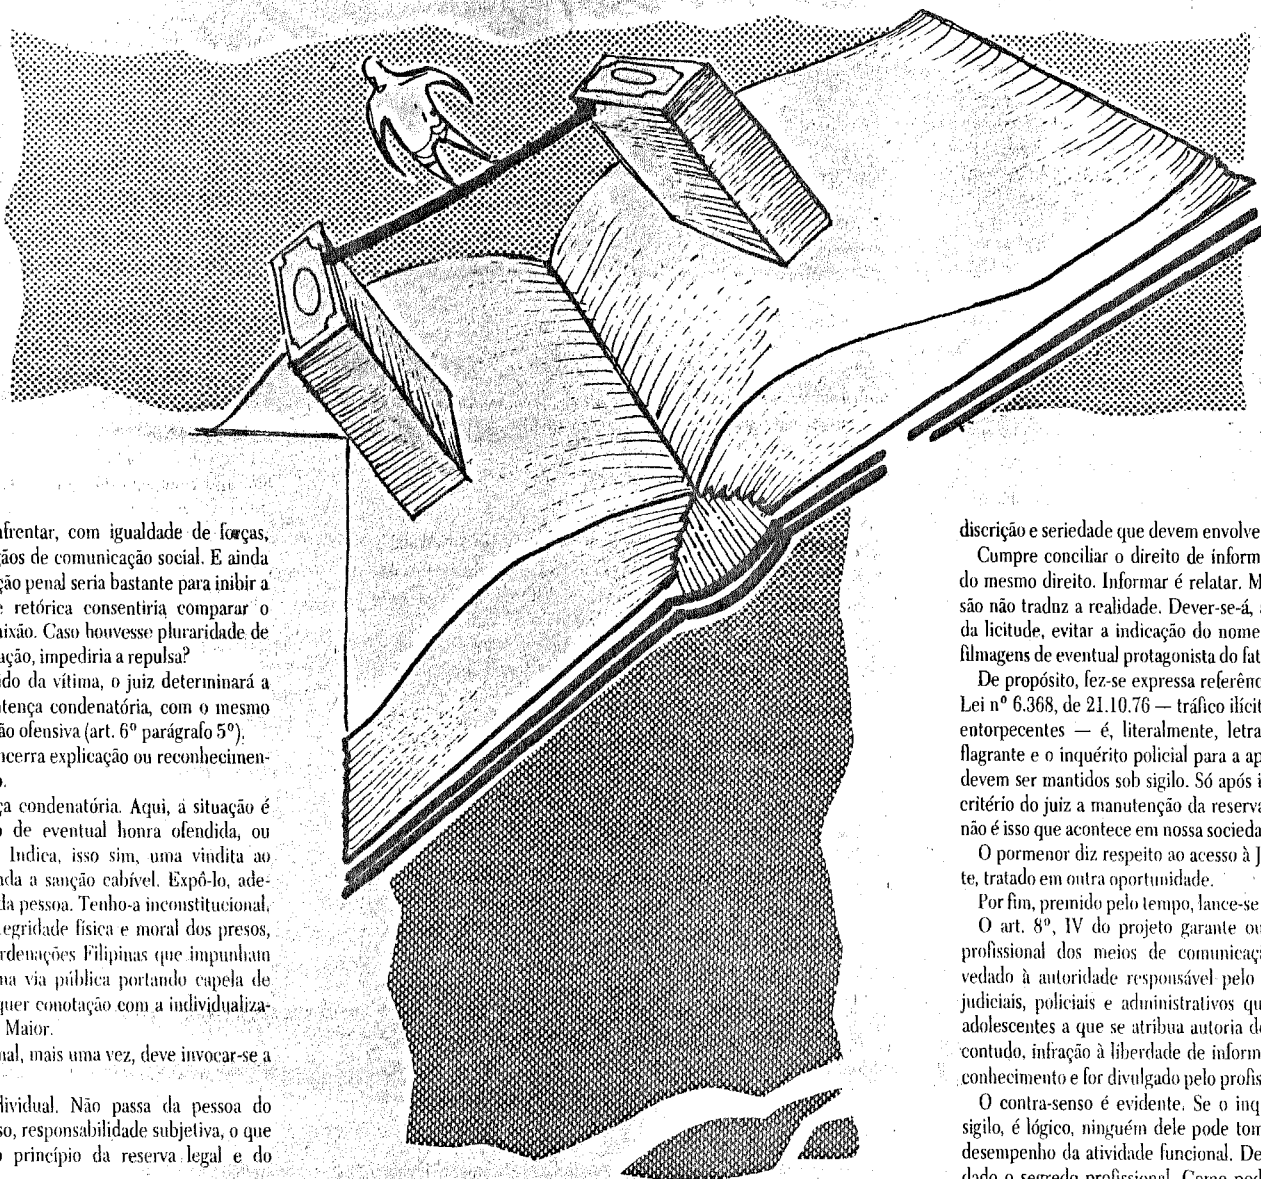 nfrentar, com igualdade de forças,
gãos de comunicação social. E ainda
ção penal seria bastante para inibir a
e retórica consentiria comparar o
aixão. Caso houvesse pluraridade de
ação, impediria a repulsa?
ido da vítima, o juiz determinará a
tença condenatória, com o mesmo
ão ofensiva (art. 6º parágrafo 5º).
ncerra explicação ou reconhecimen-
o.
ça condenatória. Aqui, a situação é
o de eventual honra ofendida, ou
Indica, isso sim, uma vindita ao
ada a sanção cabível. Expô-lo, ade-
da pessoa. Tenho-a inconstitucional,
tegridade física e moral dos presos,
rdenações Filipinas que impunham
na via pública portando capela de
quer conotação com a individualiza-
Maior.
nal, mais uma vez, deve invocar-se a
dividual. Não passa da pessoa do
so, responsabilidade subjetiva, o que
o princípio da reserva legal e do
discrição e seriedade que devem envolve
Cumpre conciliar o direito de inform
do mesmo direito. Informar é relatar. M
são não traduz a realidade. Dever-se-á,
da licitude, evitar a indicação do nome
filmagens de eventual protagonista do fat
De propósito, fez-se expressa referênc
Lei nº 6.368, de 21.10.76 — tráfico ilícit
entorpecentes — é, literalmente, letra
flagrante e o inquérito policial para a ap
devem ser mantidos sob sigilo. Só após i
critério do juiz a manutenção da reserva
não é isso que acontece em nossa socieda
O pormenor diz respeito ao acesso à J
te, tratado em outra oportunidade.
Por fim, premido pelo tempo, lance-se
O art. 8º, IV do projeto garante ou
profissional dos meios de comunicaç
vedado à autoridade responsável pelo
judiciais, policiais e administrativos qu
adolescentes a que se atribua autoria de
contudo, infração à liberdade de inform
conhecimento e for divulgado pelo profis
O contra-senso é evidente. Se o inq
sigilo, é lógico, ninguém dele pode tom
desempenho da atividade funcional. De
dado o segredo profissional. Como pod